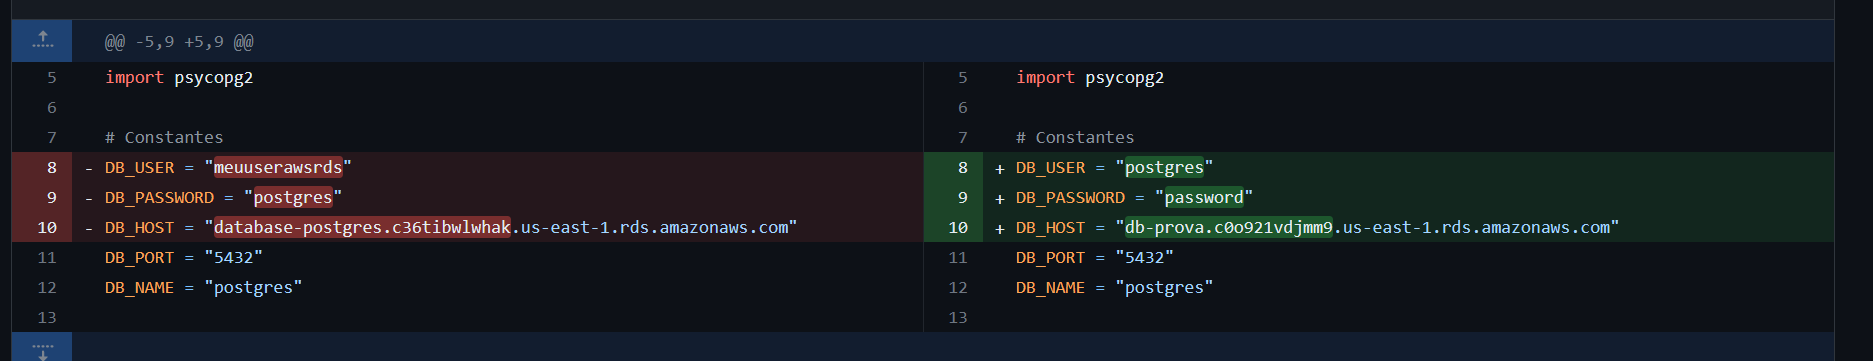 @@ -5,9 +5,9 @@
5 import psycopg2
6
7 # Constantes
8 - DB_USER = "meuuserawsrds"
9 - DB_PASSWORD = "postgres"
10 - DB_HOST = "database-postgres.c36tibwlwhak.us-east-1.rds.amazonaws.com"
11 DB_PORT = "5432"
12 DB_NAME = "postgres"
13
5 import psycopg2
6
7 # Constantes
8 + DB_USER = "postgres"
9 + DB_PASSWORD = "password"
10 + DB_HOST = "db-prova.c0o921vdjmm9.us-east-1.rds.amazonaws.com"
11 DB_PORT = "5432"
12 DB_NAME = "postgres"
13